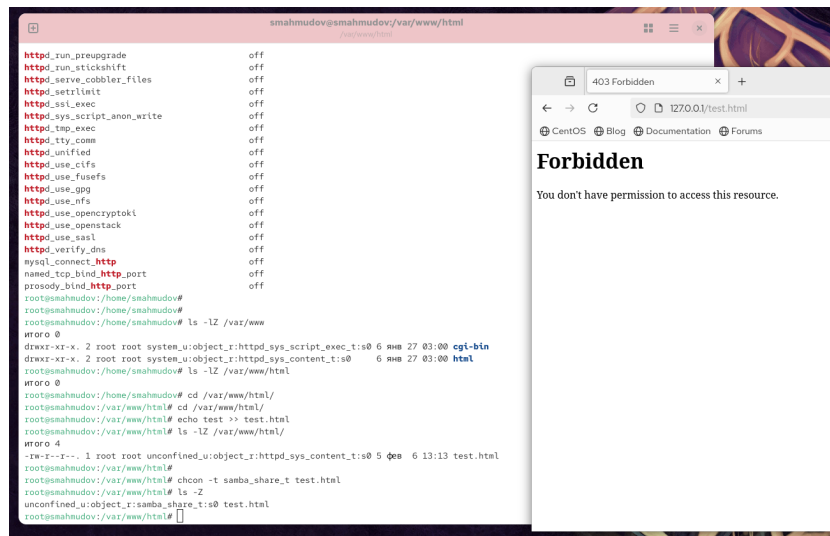 smahmudov@smahmudov:/var/www/html
/var/www/html
httpd_run_preupgrade off
httpd_run_stickshift off
httpd_serve_cobbler_files off
httpd_setrlimit off
httpd_ssi_exec off
httpd_sys_script_anon_write off
httpd_tmp_exec off
httpd_tty_comm off
httpd_unified off
httpd_use_cifs off
httpd_use_fusefs off
httpd_use_gpg off
httpd_use_nfs off
httpd_use_opencryptoki off
httpd_use_openstack off
httpd_use_sasl off
httpd_verify_dns off
mysql_connect_http off
named_tcp_bind_http_port off
prosody_bind_http_port off
root@smahmudov:/home/smahmudov#
root@smahmudov:/home/smahmudov#
root@smahmudov:/home/smahmudov# ls -lZ /var/www
итого 0
drwxr-xr-x. 2 root root system_u:object_r:httpd_sys_script_exec_t:s0 6 янв 27 03:00 cgi-bin
drwxr-xr-x. 2 root root system_u:object_r:httpd_sys_content_t:s0 6 янв 27 03:00 html
root@smahmudov:/home/smahmudov# ls -lZ /var/www/html
итого 0
root@smahmudov:/home/smahmudov# cd /var/www/html/
root@smahmudov:/var/www/html# cd /var/www/html/
root@smahmudov:/var/www/html# echo test >> test.html
root@smahmudov:/var/www/html# ls -lZ /var/www/html/
итого 4
-rw-r--r--. 1 root root unconfined_u:object_r:httpd_sys_content_t:s0 5 фев 6 13:13 test.html
root@smahmudov:/var/www/html#
root@smahmudov:/var/www/html# chcon -t samba_share_t test.html
root@smahmudov:/var/www/html# ls -Z
unconfined_u:object_r:samba_share_t:s0 test.html
root@smahmudov:/var/www/html#
403 Forbidden
127.0.0.1/test.html
CentOS Blog Documentation Forums
Forbidden
You don't have permission to access this resource.